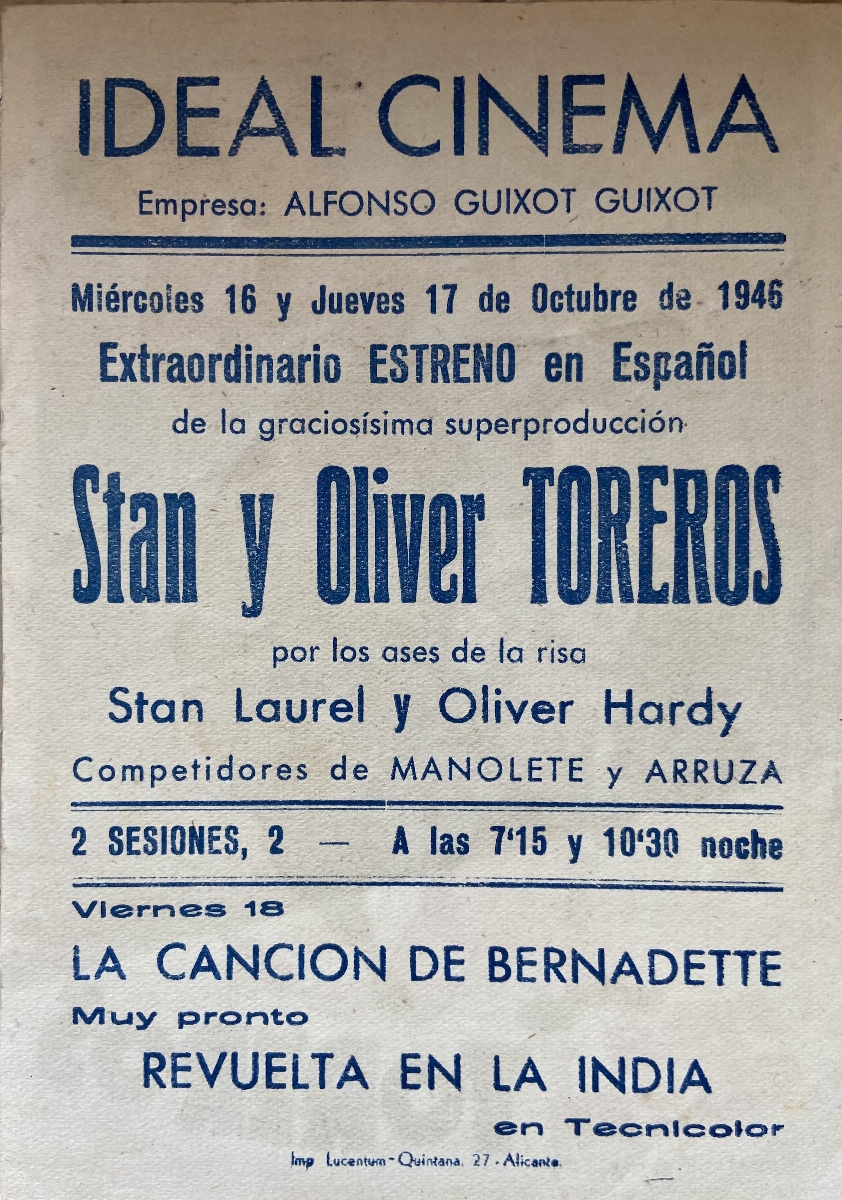 IDEAL CINEMA
Empresa: ALFONSO GUIXOT GUIXOT
Miércoles 16 y Jueves 17 de Octubre de 1946
Extraordinario ESTRENO en Español
de la graciosísima superproducción
Stan y Oliver TOREROS
por los ases de la risa
Stan Laurel y Oliver Hardy
Competidores de MANOLETE y ARRUZA
2 SESIONES, 2 — A las 7'15 y 10'30 noche
Viernes 18
LA CANCION DE BERNADETTE
Muy pronto
REVUELTA EN LA INDIA
en Tecnicolor
Imp Lucentum-Quintana, 27 - Alicante.